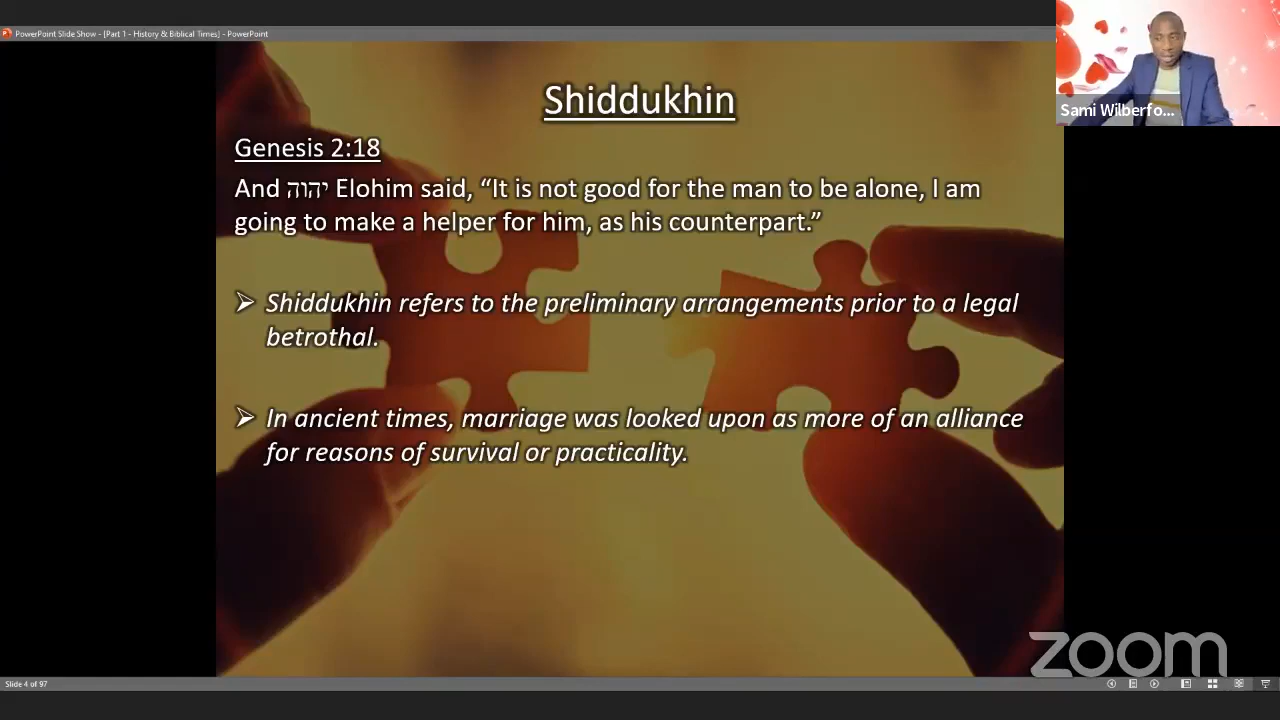 PowerPoint Slide Show - [Part 1 - History & Biblical Times] - PowerPoint
Sami Wilberfo...
Shiddukhin
Genesis 2:18
And יהוה Elohim said, “It is not good for the man to be alone, I am
going to make a helper for him, as his counterpart.”
➢ Shiddukhin refers to the preliminary arrangements prior to a legal
betrothal.
➢ In ancient times, marriage was looked upon as more of an alliance
for reasons of survival or practicality.
zoom
Slide 4 of 97